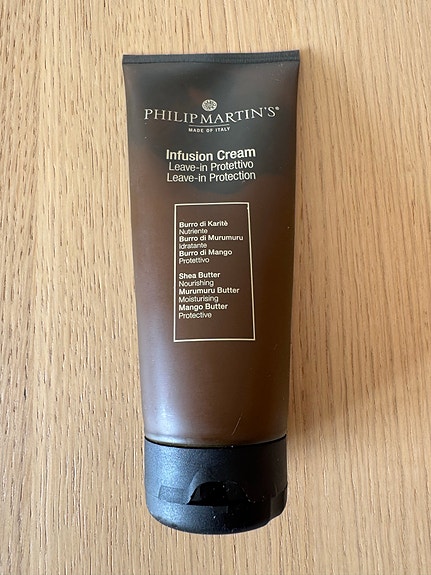 PHILIP MARTIN'S®
MADE OF ITALY
Infusion Cream
Leave-in Protettivo
Leave-in Protection
Burro di Karitè
Nutriente
Burro di Murumuru
Idratante
Burro di Mango
Protettivo
Shea Butter
Nourishing
Murumuru Butter
Moisturising
Mango Butter
Protective